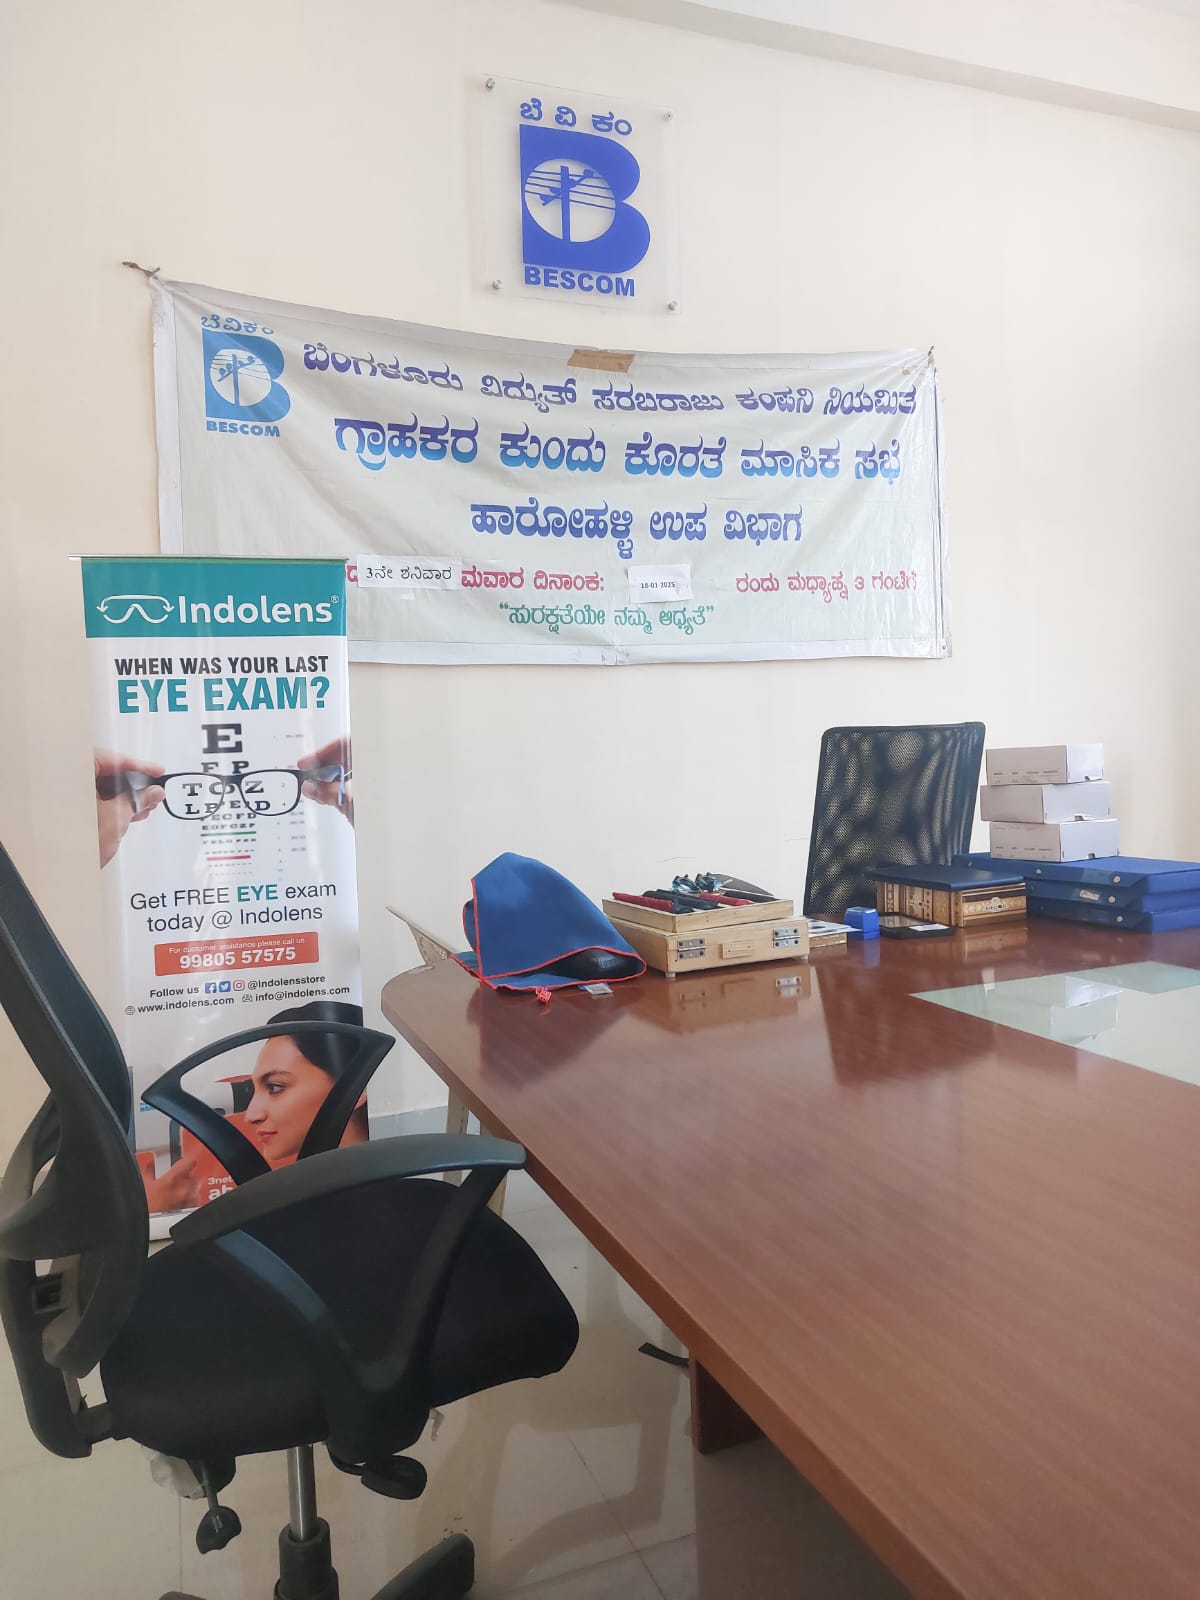 ಬೆ ವಿ ಕಂ
BESCOM
ಬೆವಿಕಂ
BESCOM
ಬೆಂಗಳೂರು ವಿದ್ಯುತ್ ಸರಬರಾಜು ಕಂಪನಿ ನಿಯಮಿತ
ಗ್ರಾಹಕರ ಕುಂದು ಕೊರತೆ ಮಾಸಿಕ ಸಭೆ
ಹಾರೋಹಳ್ಳಿ ಉಪ ವಿಭಾಗ
3ನೇ ಶನಿವಾರ ಮವಾರ ದಿನಾಂಕ: 18-01-2025 ರಂದು ಮಧ್ಯಾಹ್ನ 3 ಗಂಟೆಗೆ
"ಸುರಕ್ಷತೆಯೇ ನಮ್ಮ ಆಧ್ಯತೆ"
Indolens®
WHEN WAS YOUR LAST
EYE EXAM?
E
F P
T O Z
L P E D
P E C F D
E D F C Z P
Get FREE EYE exam
today @ Indolens
For customer assistance please call us
99805 57575
Follow us @Indolensstore
www.indolens.com info@indolens.com